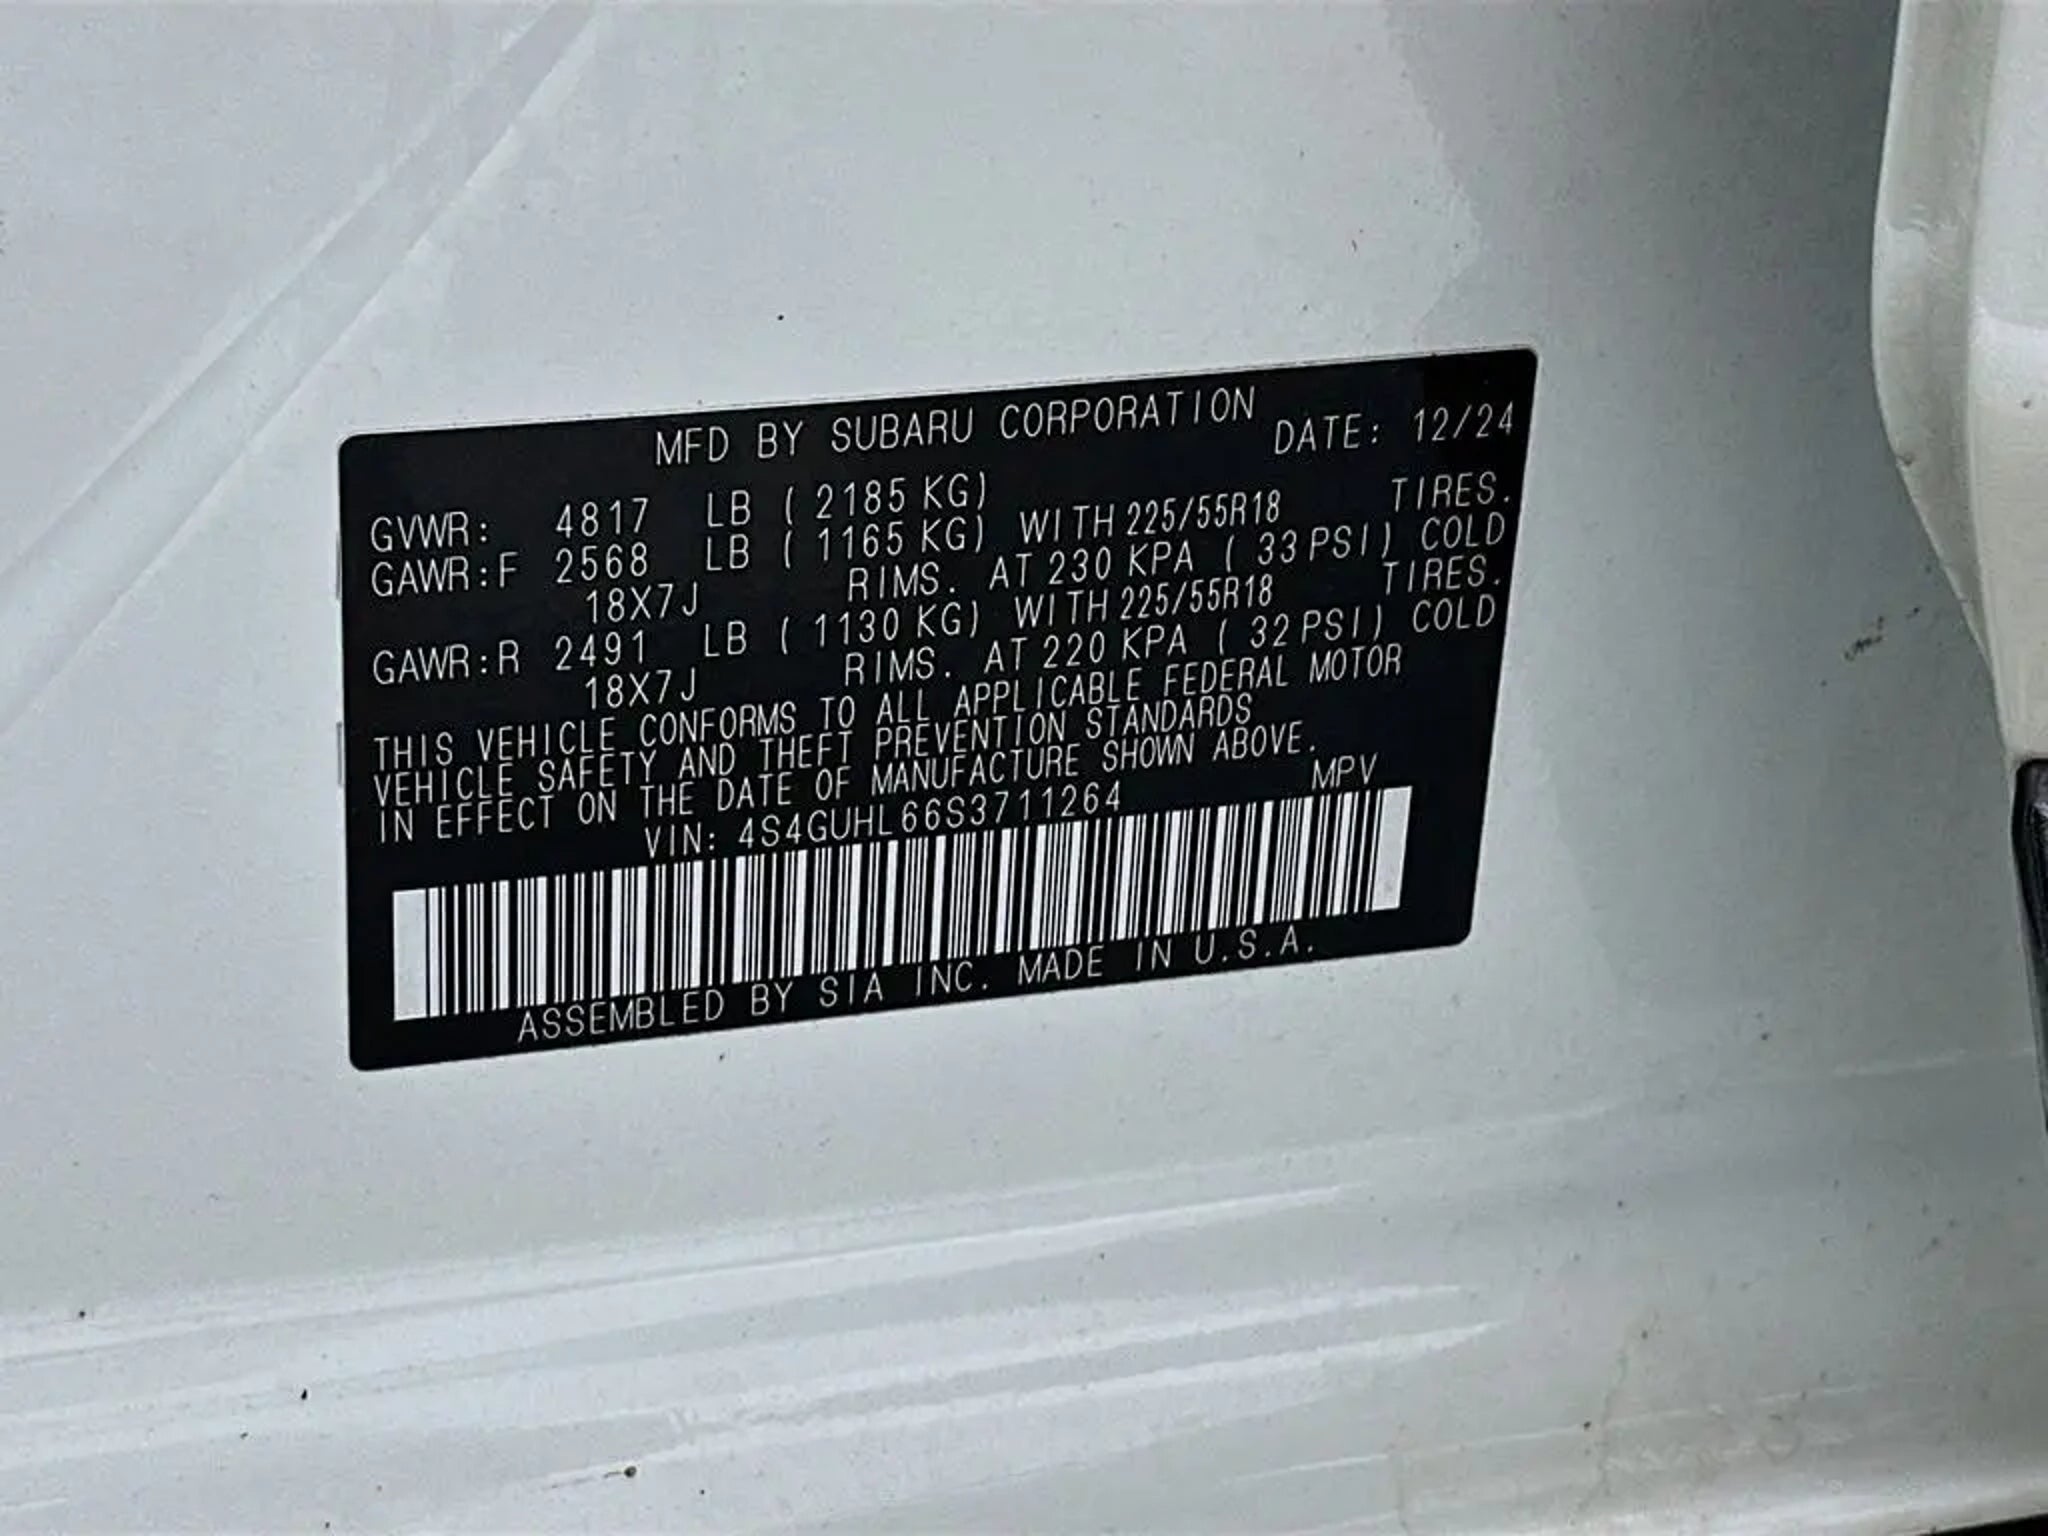 MFD BY SUBARU CORPORATION DATE: 12/24
GVWR: 4817 LB ( 2185 KG)
GAWR:F 2568 LB ( 1165 KG) WITH 225/55R18 TIRES.
18X7J RIMS. AT 230 KPA ( 33 PSI) COLD
GAWR:R 2491 LB ( 1130 KG) WITH 225/55R18 TIRES.
18X7J RIMS. AT 220 KPA ( 32 PSI) COLD
THIS VEHICLE CONFORMS TO ALL APPLICABLE FEDERAL MOTOR
VEHICLE SAFETY AND THEFT PREVENTION STANDARDS
IN EFFECT ON THE DATE OF MANUFACTURE SHOWN ABOVE.
VIN: 4S4GUHL66S3711264 MPV
ASSEMBLED BY SIA INC. MADE IN U.S.A.